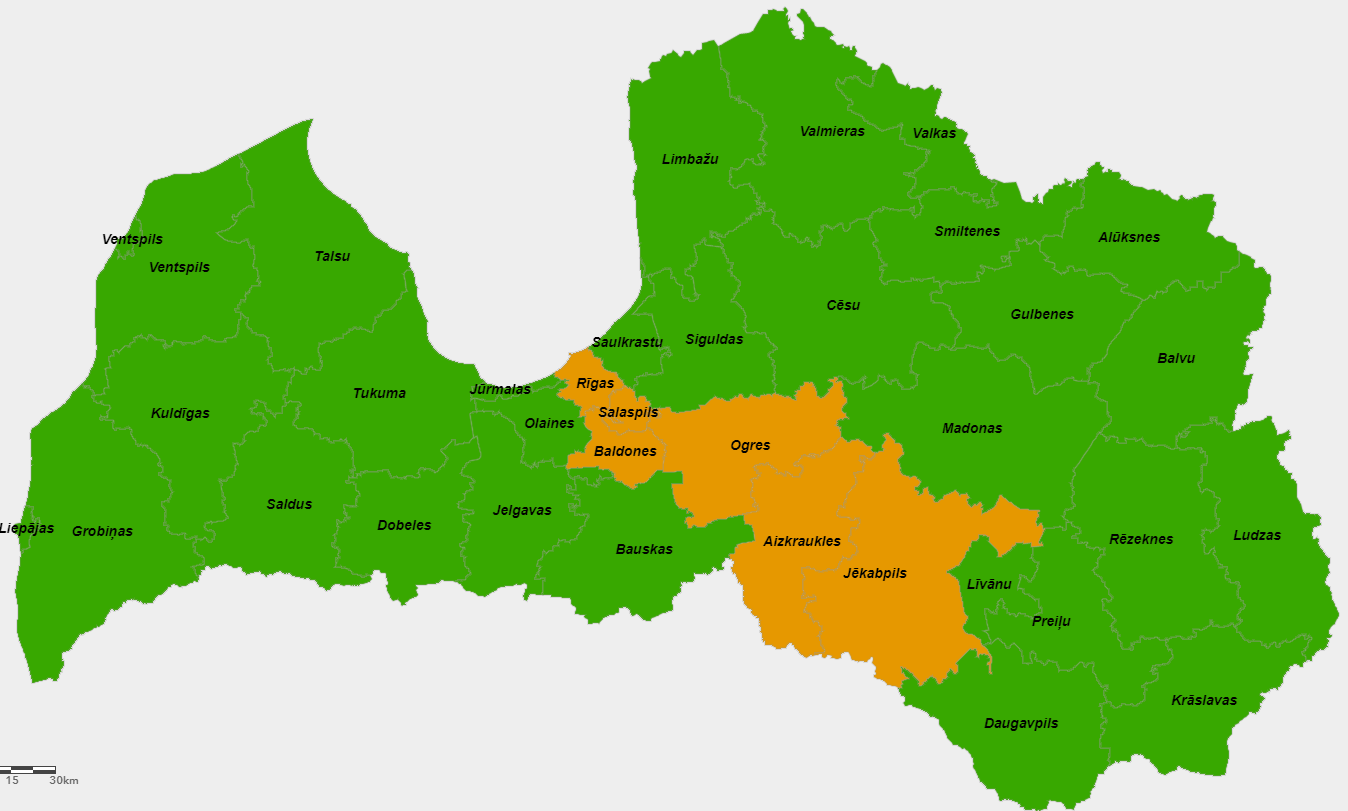 Valmieras
Valkas
Limbažu
Smiltenes
Alūksnes
Ventspils
Talsu
Ventspils
Cēsu
Gulbenes
Saulkrastu
Siguldas
Balvu
Rīgas
Jūrmalas
Tukuma
Kuldīgas
Salaspils
Olaines
Madonas
Ogres
Baldones
Saldus
Jelgavas
Dobeles
Liepājas
Grobiņas
Ludzas
Rēzeknes
Aizkraukles
Bauskas
Jēkabpils
Līvānu
Preiļu
Krāslavas
Daugavpils
15 30km